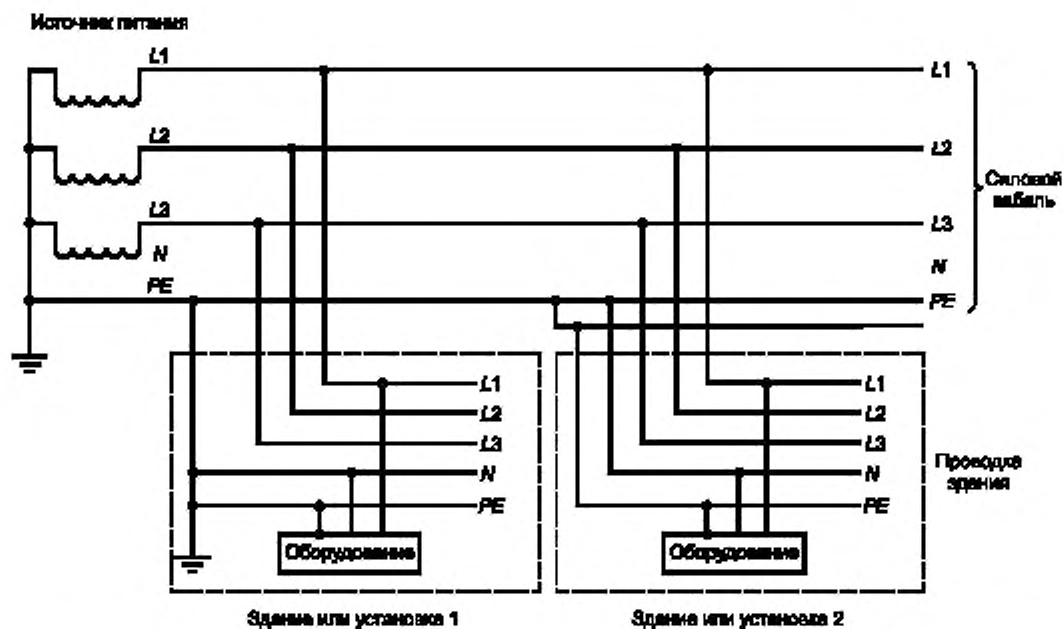 Источник питания
L1
L1
L2
L2
Силовой
кабель
L3
L3
N
N
PE
PE
L1
L1
L2
L2
L3
L3
N
N
Проводка
здания
PE
PE
Оборудование
Оборудование
Здание или установка 1
Здание или установка 2